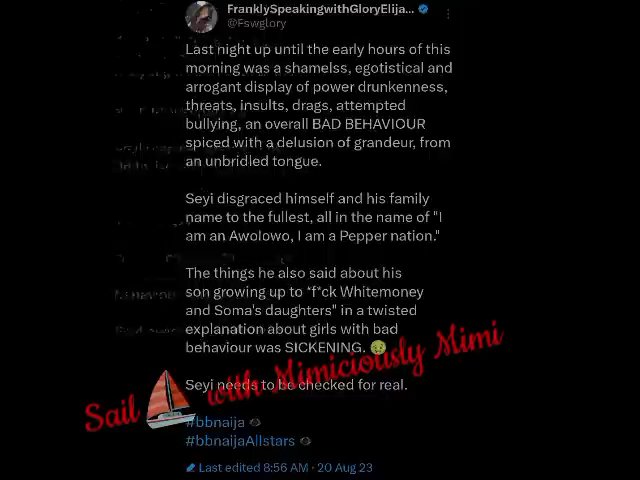 FranklySpeakingwithGloryElija...
@Fswglory
Last night up until the early hours of this
morning was a shamelss, egotistical and
arrogant display of power drunkenness,
threats, insults, drags, attempted
bullying, an overall BAD BEHAVIOUR
spiced with a delusion of grandeur, from
an unbridled tongue.
Seyi disgraced himself and his family
name to the fullest, all in the name of "I
am an Awolowo, I am a Pepper nation."
The things he also said about his
son growing up to "f*ck Whitemoney
and Soma's daughters" in a twisted
explanation about girls with bad
behaviour was SICKENING. 🤢
Seyi needs to be checked for real.
Sail with Mimiciously Mimi
#bbnaija
#bbnaijaAllstars
Last edited 8:56 AM · 20 Aug 23